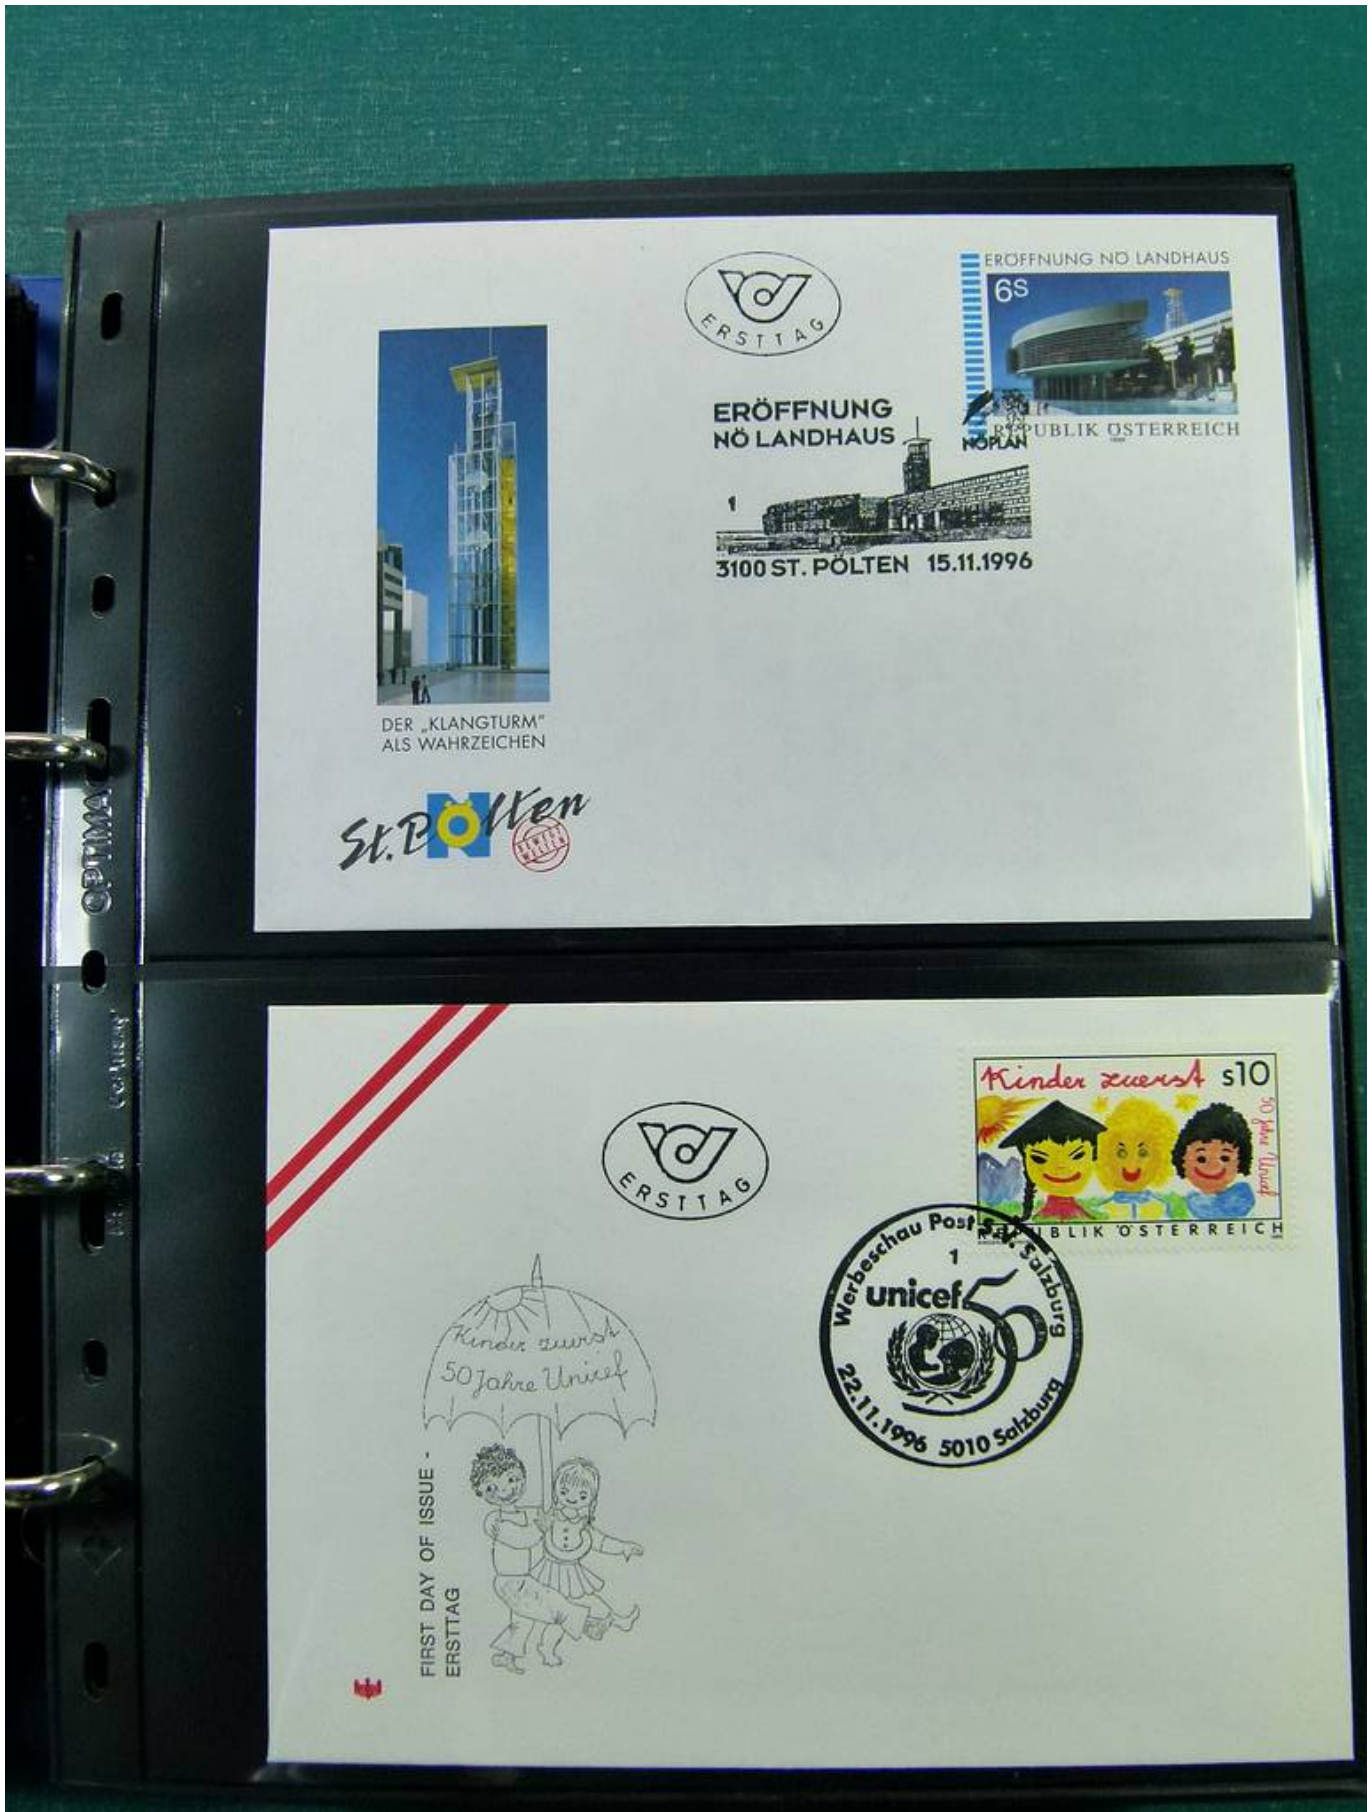 ERÖFFNUNG NÖ LANDHAUS
6S
REPUBLIK ÖSTERREICH
ERSTTAG
ERÖFFNUNG
NÖ LANDHAUS
NÖPLAN
1
3100 ST. PÖLTEN 15.11.1996
DER „KLANGTURM“
ALS WAHRZEICHEN
St. Pölten
OPTIMA
Kinder zuerst s10
50 Jahre Unicef
REPUBLIK ÖSTERREICH
ERSTTAG
Werbeschau Post S.V. Salzburg
1
unicef 50
22.11.1996 5010 Salzburg
Kinder zuerst
50 Jahre Unicef
FIRST DAY OF ISSUE -
ERSTTAG